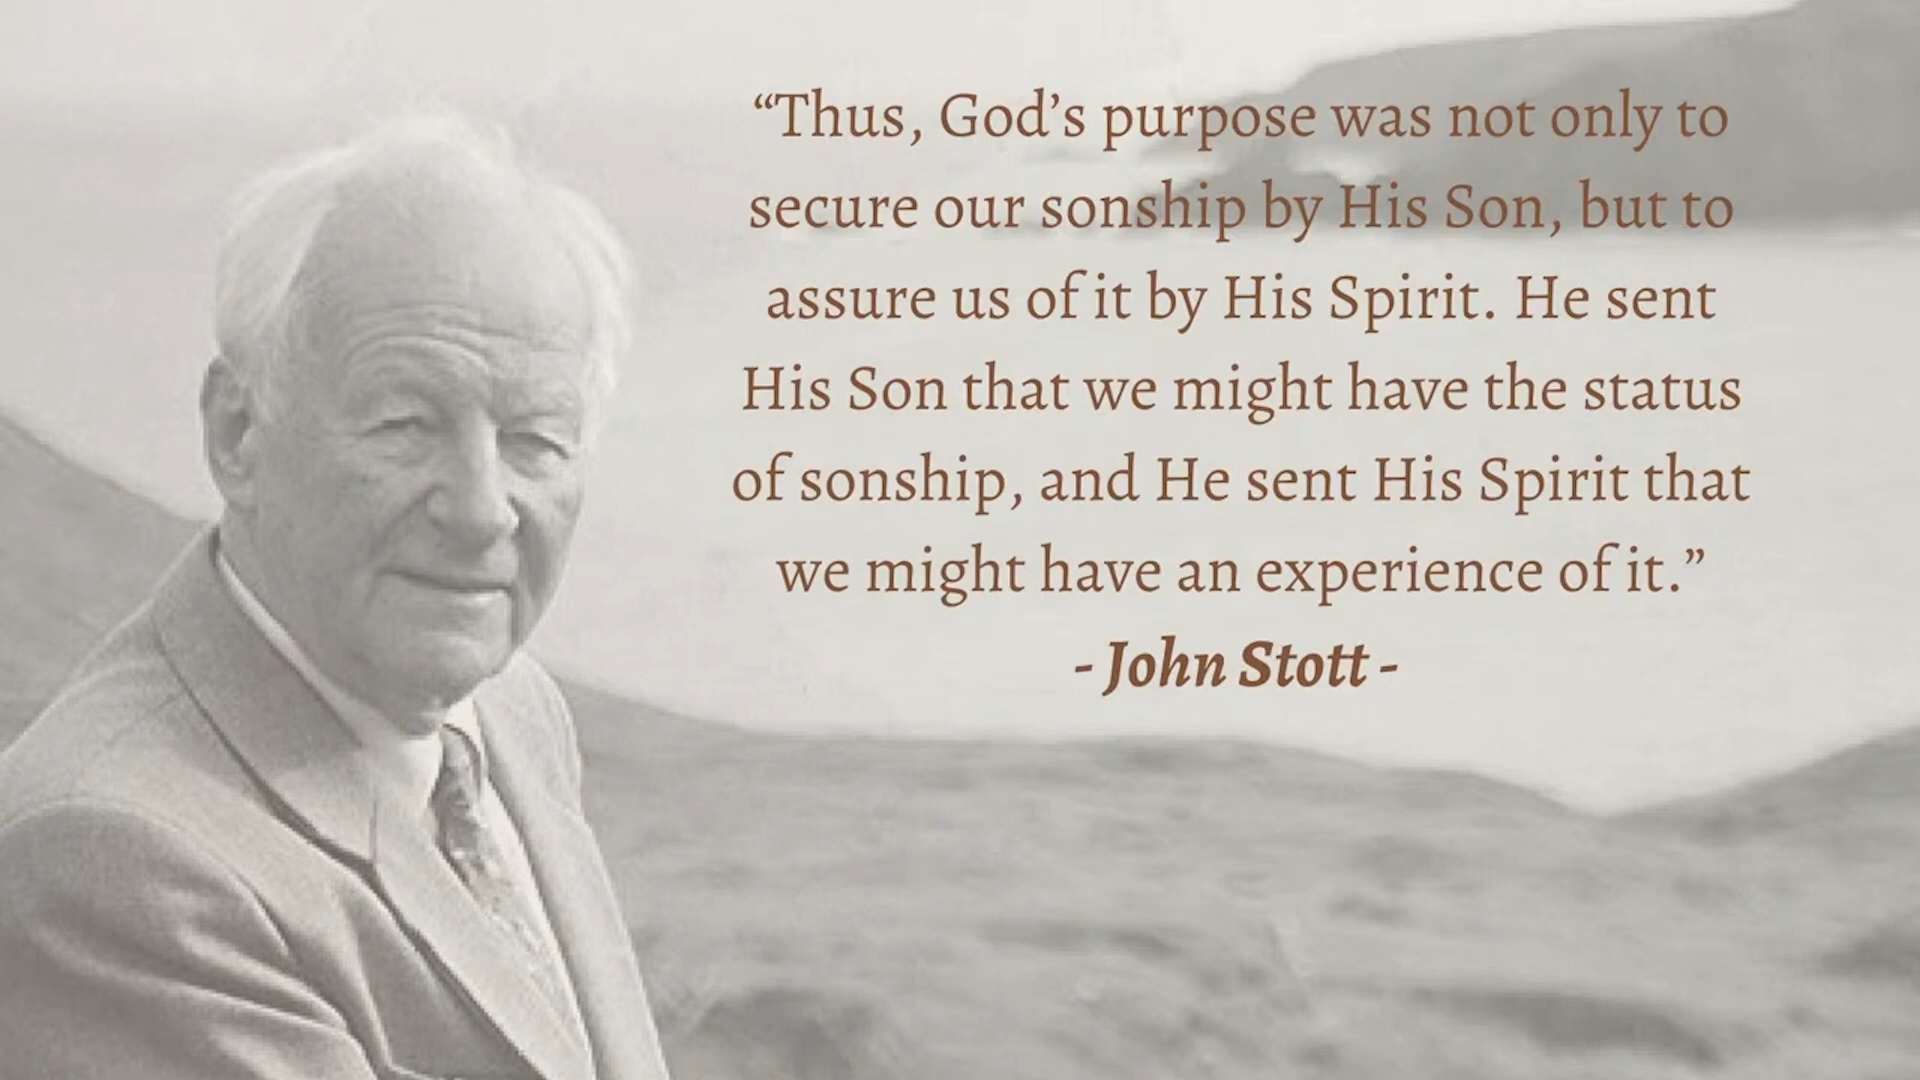 “Thus, God’s purpose was not only to
secure our sonship by His Son, but to
assure us of it by His Spirit. He sent
His Son that we might have the status
of sonship, and He sent His Spirit that
we might have an experience of it.”
- John Stott -